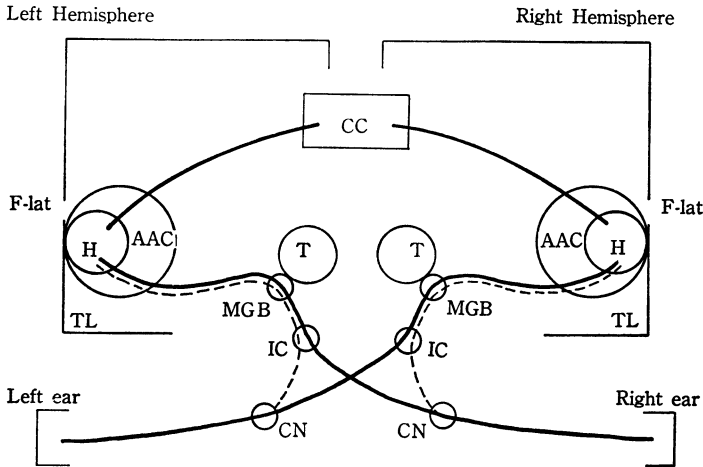 Left Hemisphere
Right Hemisphere
CC
F-lat
F-lat
H
AAC
T
T
AAC
H
MGB
MGB
TL
TL
IC
IC
Left ear
Right ear
CN
CN